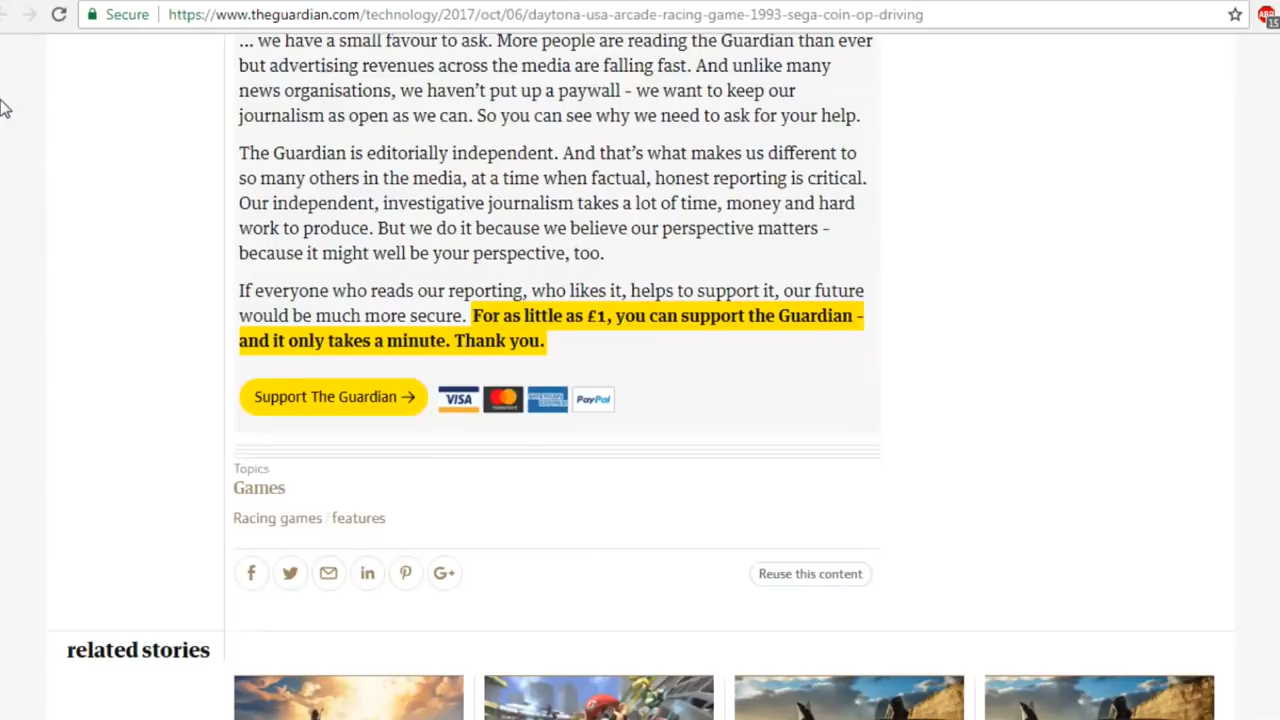 Secure
https://www.theguardian.com/technology/2017/oct/06/daytona-usa-arcade-racing-game-1993-sega-coin-op-driving
ABP
15
... we have a small favour to ask. More people are reading the Guardian than ever
but advertising revenues across the media are falling fast. And unlike many
news organisations, we haven't put up a paywall – we want to keep our
journalism as open as we can. So you can see why we need to ask for your help.
The Guardian is editorially independent. And that's what makes us different to
so many others in the media, at a time when factual, honest reporting is critical.
Our independent, investigative journalism takes a lot of time, money and hard
work to produce. But we do it because we believe our perspective matters –
because it might well be your perspective, too.
If everyone who reads our reporting, who likes it, helps to support it, our future
would be much more secure. For as little as £1, you can support the Guardian –
and it only takes a minute. Thank you.
Support The Guardian →
VISA
AMERICAN EXPRESS
PayPal
Topics
Games
Racing games / features
f
in
G+
Reuse this content
related stories